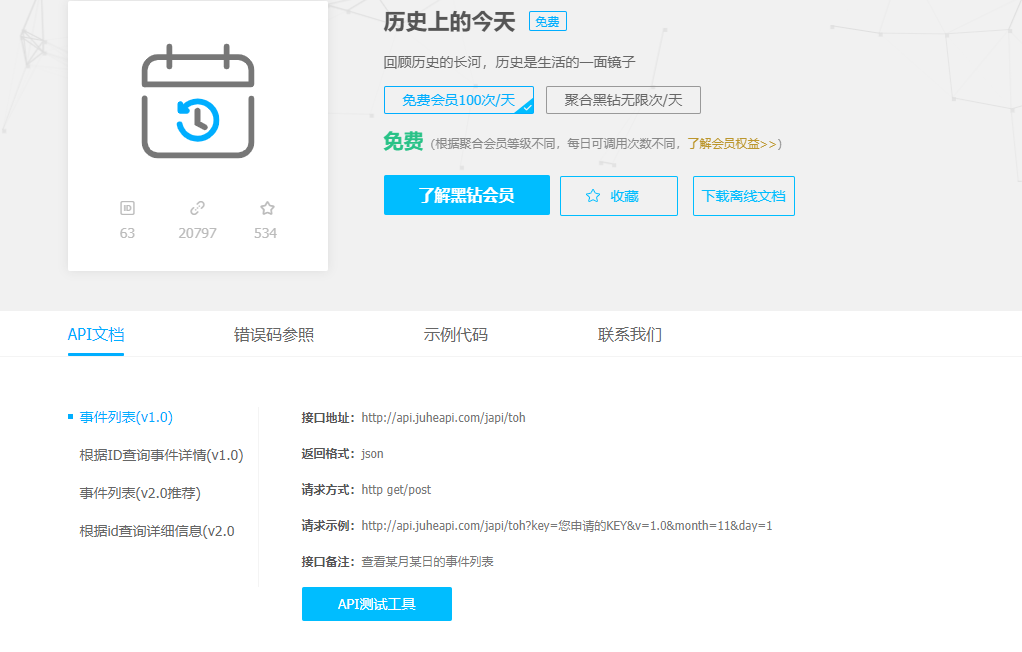 历史上的今天 免费
回顾历史的长河，历史是生活的一面镜子
免费会员100次/天 聚合黑钻无限次/天
免费 (根据聚合会员等级不同，每日可调用次数不同，了解会员权益>>)
了解黑钻会员 收藏 下载离线文档
ID
63 20797 534
API文档 错误码参照 示例代码 联系我们
事件列表(v1.0)
根据ID查询事件详情(v1.0)
事件列表(v2.0推荐)
根据id查询详细信息(v2.0
接口地址：http://api.juheapi.com/japi/toh
返回格式：json
请求方式：http get/post
请求示例：http://api.juheapi.com/japi/toh?key=您申请的KEY&v=1.0&month=11&day=1
接口备注：查看某月某日的事件列表
API测试工具